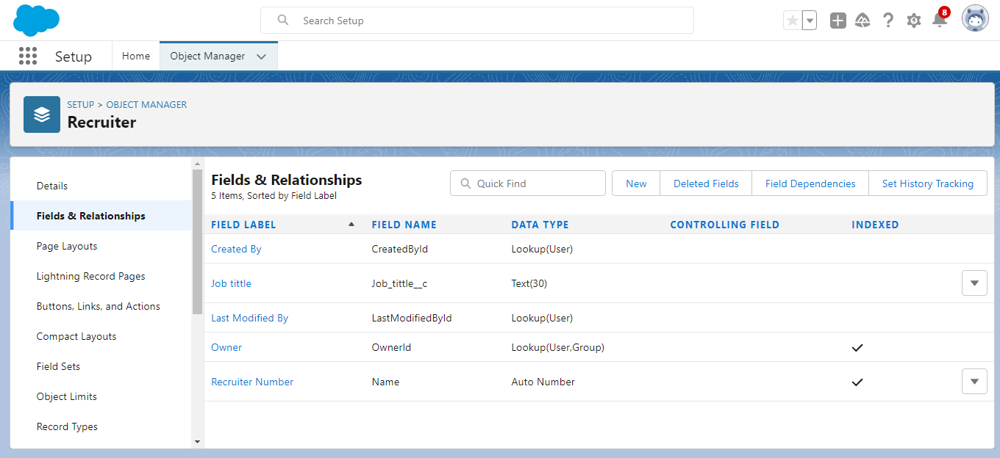 Search Setup
8
Setup
Home
Object Manager
SETUP > OBJECT MANAGER
Recruiter
Details
Fields & Relationships
Page Layouts
Lightning Record Pages
Buttons, Links, and Actions
Compact Layouts
Field Sets
Object Limits
Record Types
Fields & Relationships
5 Items, Sorted by Field Label
Quick Find
New
Deleted Fields
Field Dependencies
Set History Tracking
FIELD LABEL FIELD NAME DATA TYPE CONTROLLING FIELD INDEXED
Created By CreatedById Lookup(User)
Job tittle Job_tittle__c Text(30)
Last Modified By LastModifiedById Lookup(User)
Owner OwnerId Lookup(User,Group)
Recruiter Number Name Auto Number